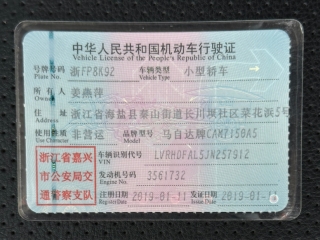 中华人民共和国机动车行驶证
Vehicle License of the People's Republic of China
号牌号码 浙FP8K92 车辆类型 小型轿车
Plate No. Vehicle Type
所有人 姜燕萍
Owner
住址 浙江省海盐县秦山街道长川坝社区菜花浜5号
Address
使用性质 非营运 品牌型号 马自达牌CAM7150A5
Model
浙江省嘉兴
市公安局交
通警察支队
车辆识别代号 LVRHDFAL5JN257912
VIN
发动机号码 3561732
Engine No.
注册日期 2019-01-11 发证日期 2019-01-11
Register Date Issue Date